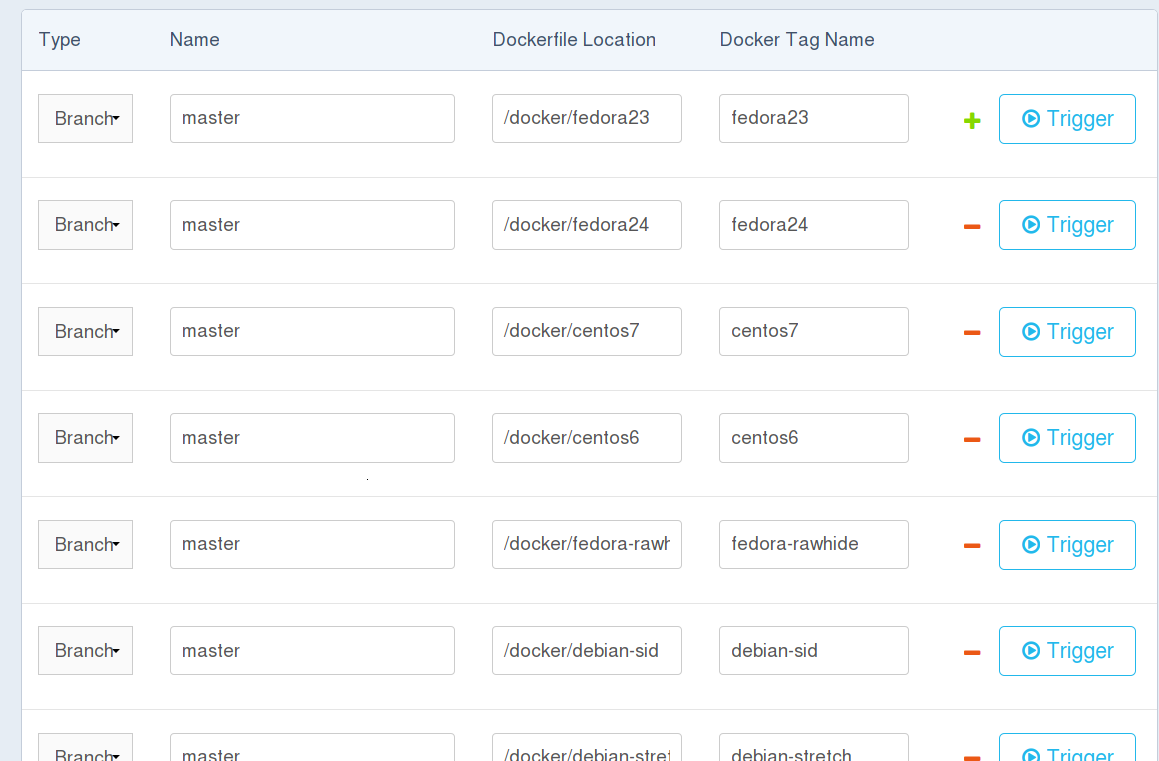 Type Name Dockerfile Location Docker Tag Name
Branch master /docker/fedora23 fedora23 Trigger
Branch master /docker/fedora24 fedora24 Trigger
Branch master /docker/centos7 centos7 Trigger
Branch master /docker/centos6 centos6 Trigger
Branch master /docker/fedora-rawh fedora-rawhide Trigger
Branch master /docker/debian-sid debian-sid Trigger
Branch master /docker/debian-stret debian-stretch Trigger